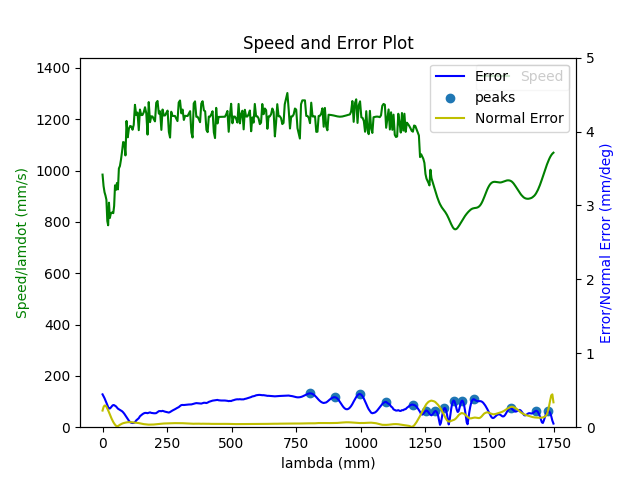 Speed and Error Plot
1400
1200
1000
800
600
400
200
0
Speed/lamdot (mm/s)
5
4
3
2
1
0
Error/Normal Error (mm/deg)
Error
Speed
peaks
Normal Error
0
250
500
750
1000
1250
1500
1750
lambda (mm)